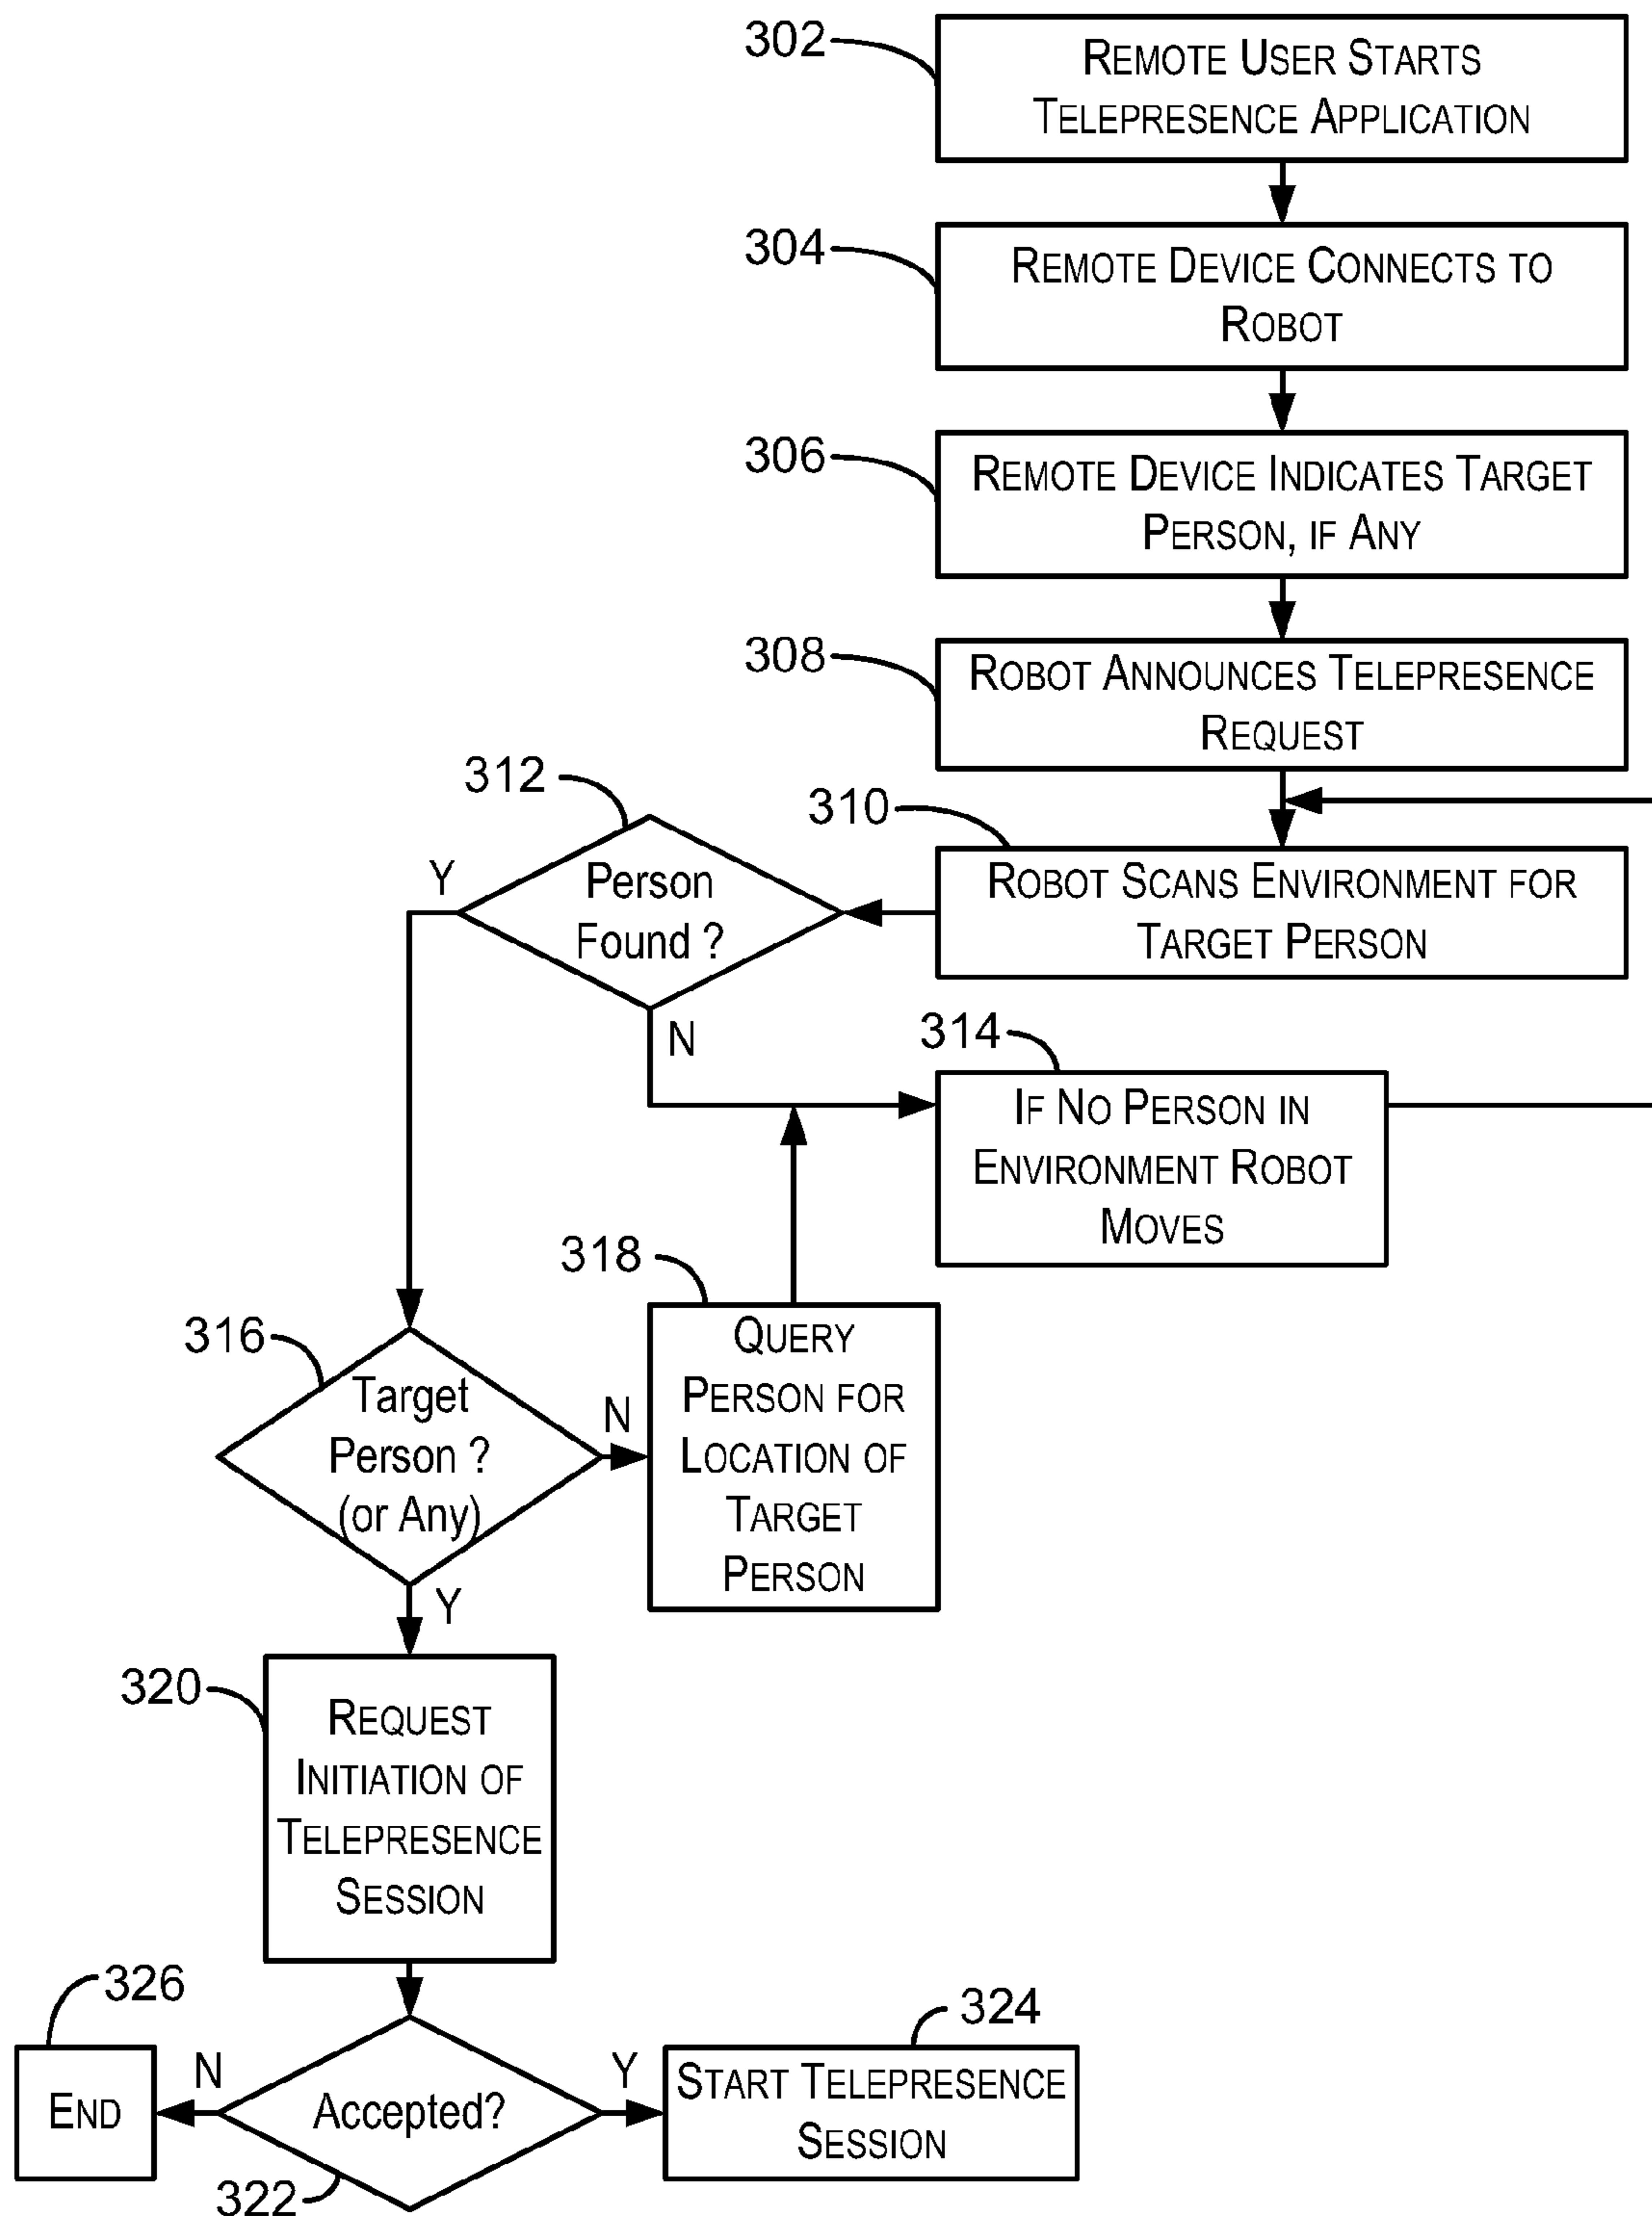 302
REMOTE USER STARTS
TELEPRESENCE APPLICATION
304
REMOTE DEVICE CONNECTS TO
ROBOT
306
REMOTE DEVICE INDICATES TARGET
PERSON, IF ANY
308
ROBOT ANNOUNCES TELEPRESENCE
REQUEST
312
310
Y
Person
Found ?
ROBOT SCANS ENVIRONMENT FOR
TARGET PERSON
N
314
IF NO PERSON IN
ENVIRONMENT ROBOT
MOVES
318
316
Target
Person ?
(or Any)
N
QUERY
PERSON FOR
LOCATION OF
TARGET
PERSON
Y
320
REQUEST
INITIATION OF
TELEPRESENCE
SESSION
326
324
END
N
Accepted?
Y
START TELEPRESENCE
SESSION
322